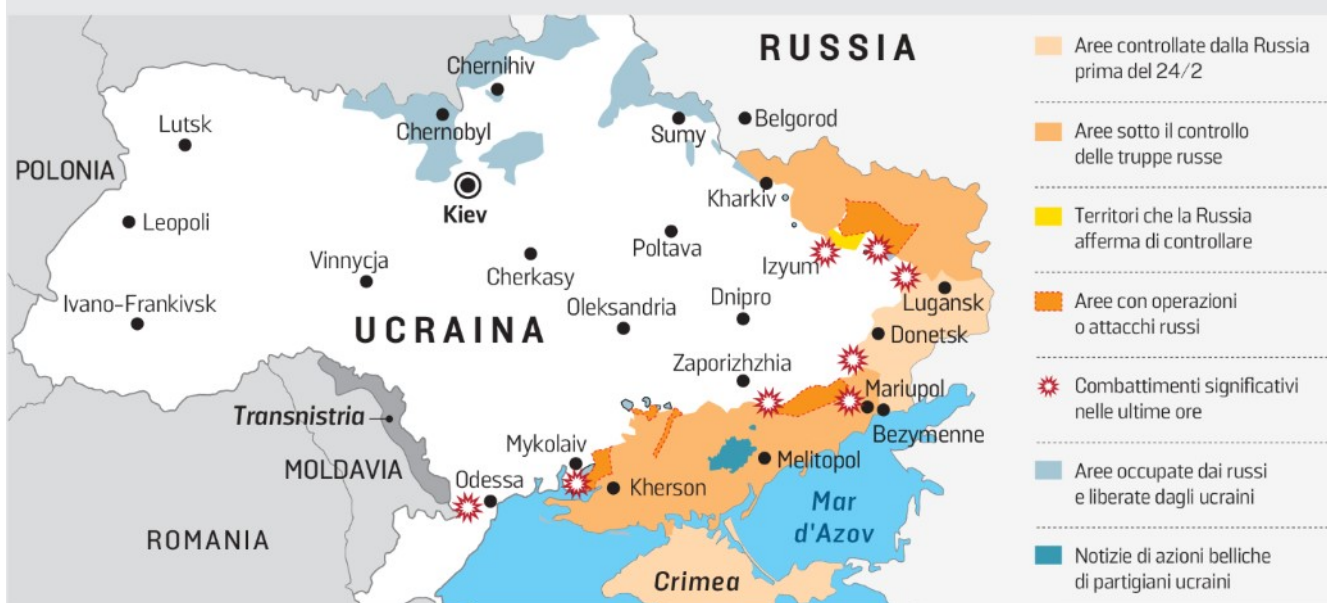 RUSSIA
Chernihiv
Chernobyl
Lutsk
Sumy
Belgorod
POLONIA
Kiev
Kharkiv
Leopoli
Poltava
Vinnycja
Cherkasy
Izyum
Ivano-Frankivsk
Oleksandria
Dnipro
Lugansk
UCRAINA
Donetsk
Zaporizhzhia
Mariupol
Transnistria
Bezymenne
Mykolaiv
MOLDAVIA
Melitopol
Odessa
Kherson
Mar
d'Azov
ROMANIA
Crimea
Aree controllate dalla Russia
prima del 24/2
Aree sotto il controllo
delle truppe russe
Territori che la Russia
afferma di controllare
Aree con operazioni
o attacchi russi
Combattimenti significativi
nelle ultime ore
Aree occupate dai russi
e liberate dagli ucraini
Notizie di azioni belliche
di partigiani ucraini